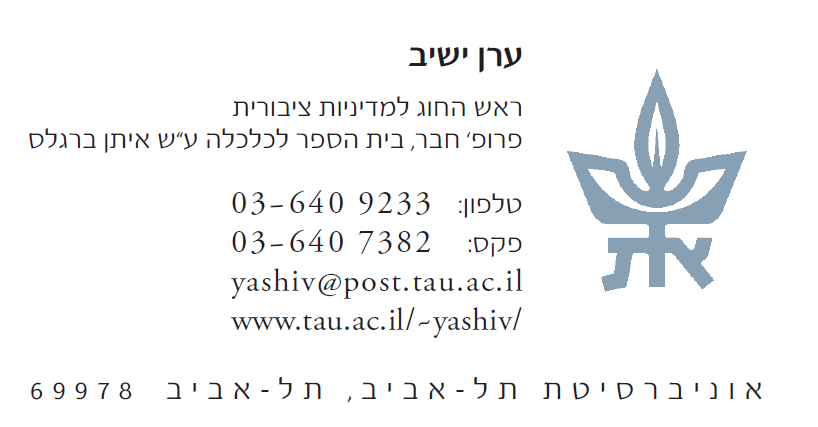 ערן ישיב
ראש החוג למדיניות ציבורית
פרופ׳ חבר, בית הספר לכלכלה ע״ש איתן ברגלס
טלפון: 03-640 9233
פקס: 03-640 7382
yashiv@post.tau.ac.il
www.tau.ac.il/~yashiv/
את
אוניברסיטת תל-אביב, תל-אביב 69978